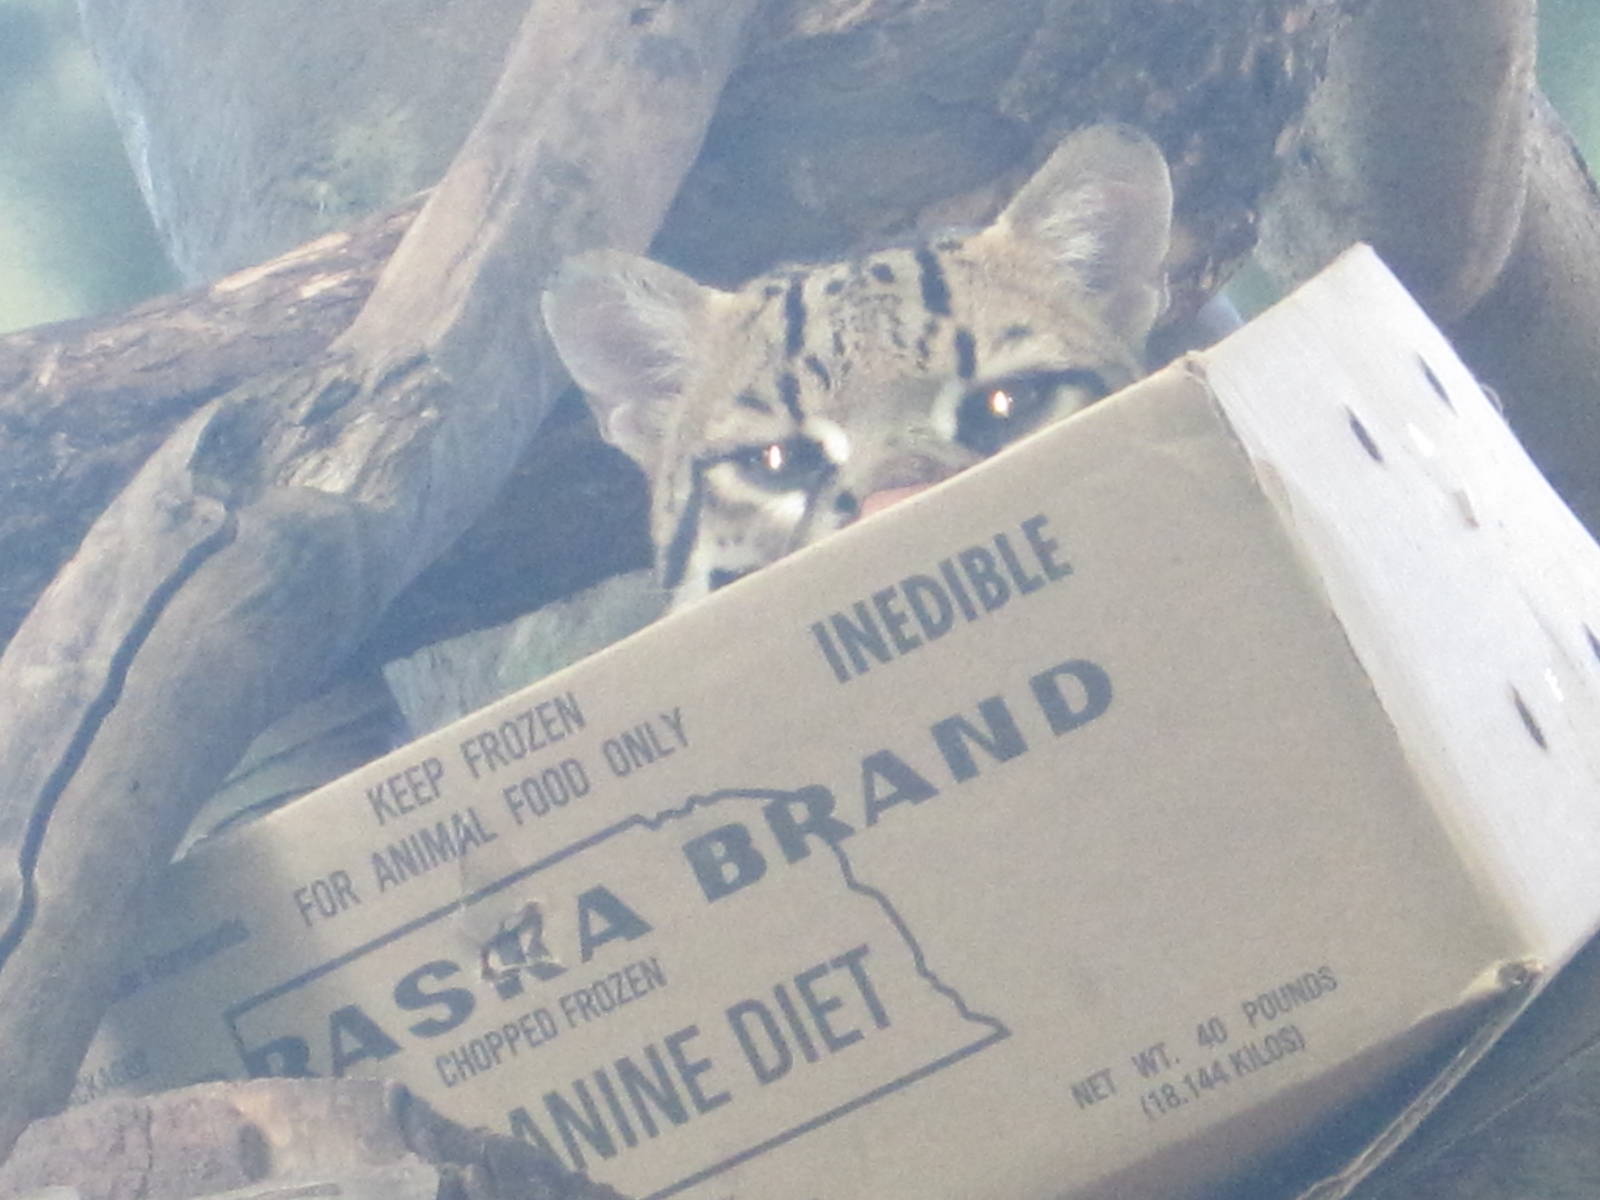 INEDIBLE
KEEP FROZEN
FOR ANIMAL FOOD ONLY
RASKA BRAND
CHOPPED FROZEN
ANINE DIET
NET WT. 40 POUNDS
(18.144 KILOS)